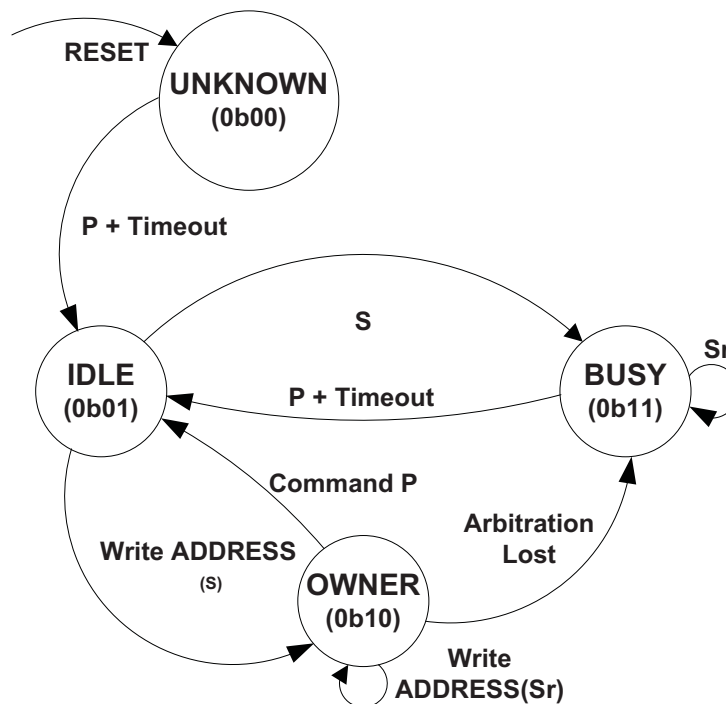 RESET
UNKNOWN
(0b00)
P + Timeout
S
IDLE
(0b01)
BUSY
(0b11)
Sr
P + Timeout
Command P
Write ADDRESS
(S)
Arbitration
Lost
OWNER
(0b10)
Write
ADDRESS(Sr)